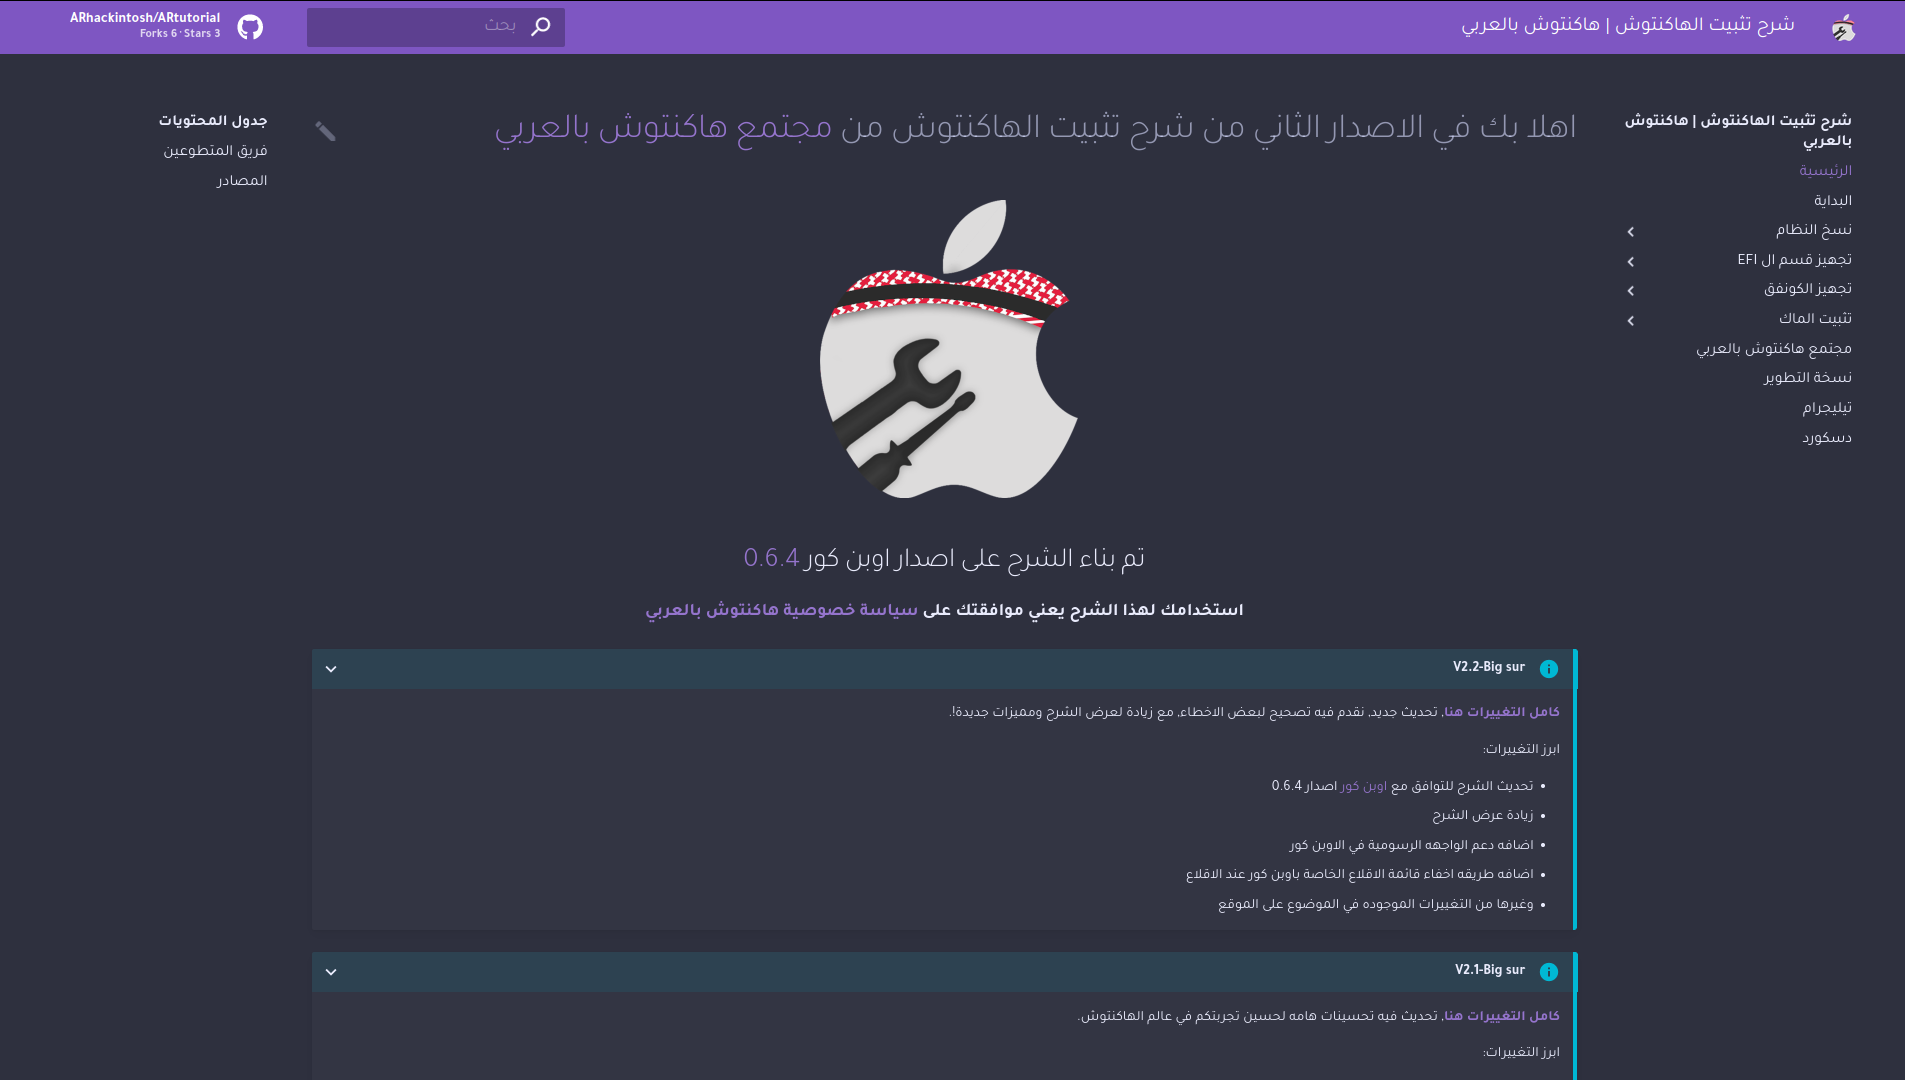 شرح تثبيت الهاكنتوش | هاكنتوش بالعربي
بحث
ARhackintosh/ARtutorial
3 Stars · 6 Forks
شرح تثبيت الهاكنتوش | هاكنتوش
بالعربي
الرئيسية
البداية
نسخ النظام
تجهيز قسم ال EFI
تجهيز الكونفق
تثبيت الماك
مجتمع هاكنتوش بالعربي
نسخة التطوير
تيليجرام
دسكورد
اهلا بك في الاصدار الثاني من شرح تثبيت الهاكنتوش من مجتمع هاكنتوش بالعربي
تم بناء الشرح على اصدار اوبن كور 0.6.4
استخدامك لهذا الشرح يعني موافقتك على سياسة خصوصية هاكنتوش بالعربي
V2.2-Big sur
كامل التغييرات هنا, تحديث جديد, نقدم فيه تصحيح لبعض الاخطاء, مع زيادة لعرض الشرح ومميزات جديدة!.
ابرز التغييرات:
تحديث الشرح للتوافق مع اوبن كور اصدار 0.6.4
زيادة عرض الشرح
اضافه دعم الواجهه الرسومية في الاوبن كور
اضافه طريقه اخفاء قائمة الاقلاع الخاصة باوبن كور عند الاقلاع
وغيرها من التغييرات الموجوده في الموضوع على الموقع
V2.1-Big sur
كامل التغييرات هنا, تحديث فيه تحسينات هامه لحسين تجربتكم في عالم الهاكنتوش.
ابرز التغييرات:
جدول المحتويات
فريق المتطوعين
المصادر